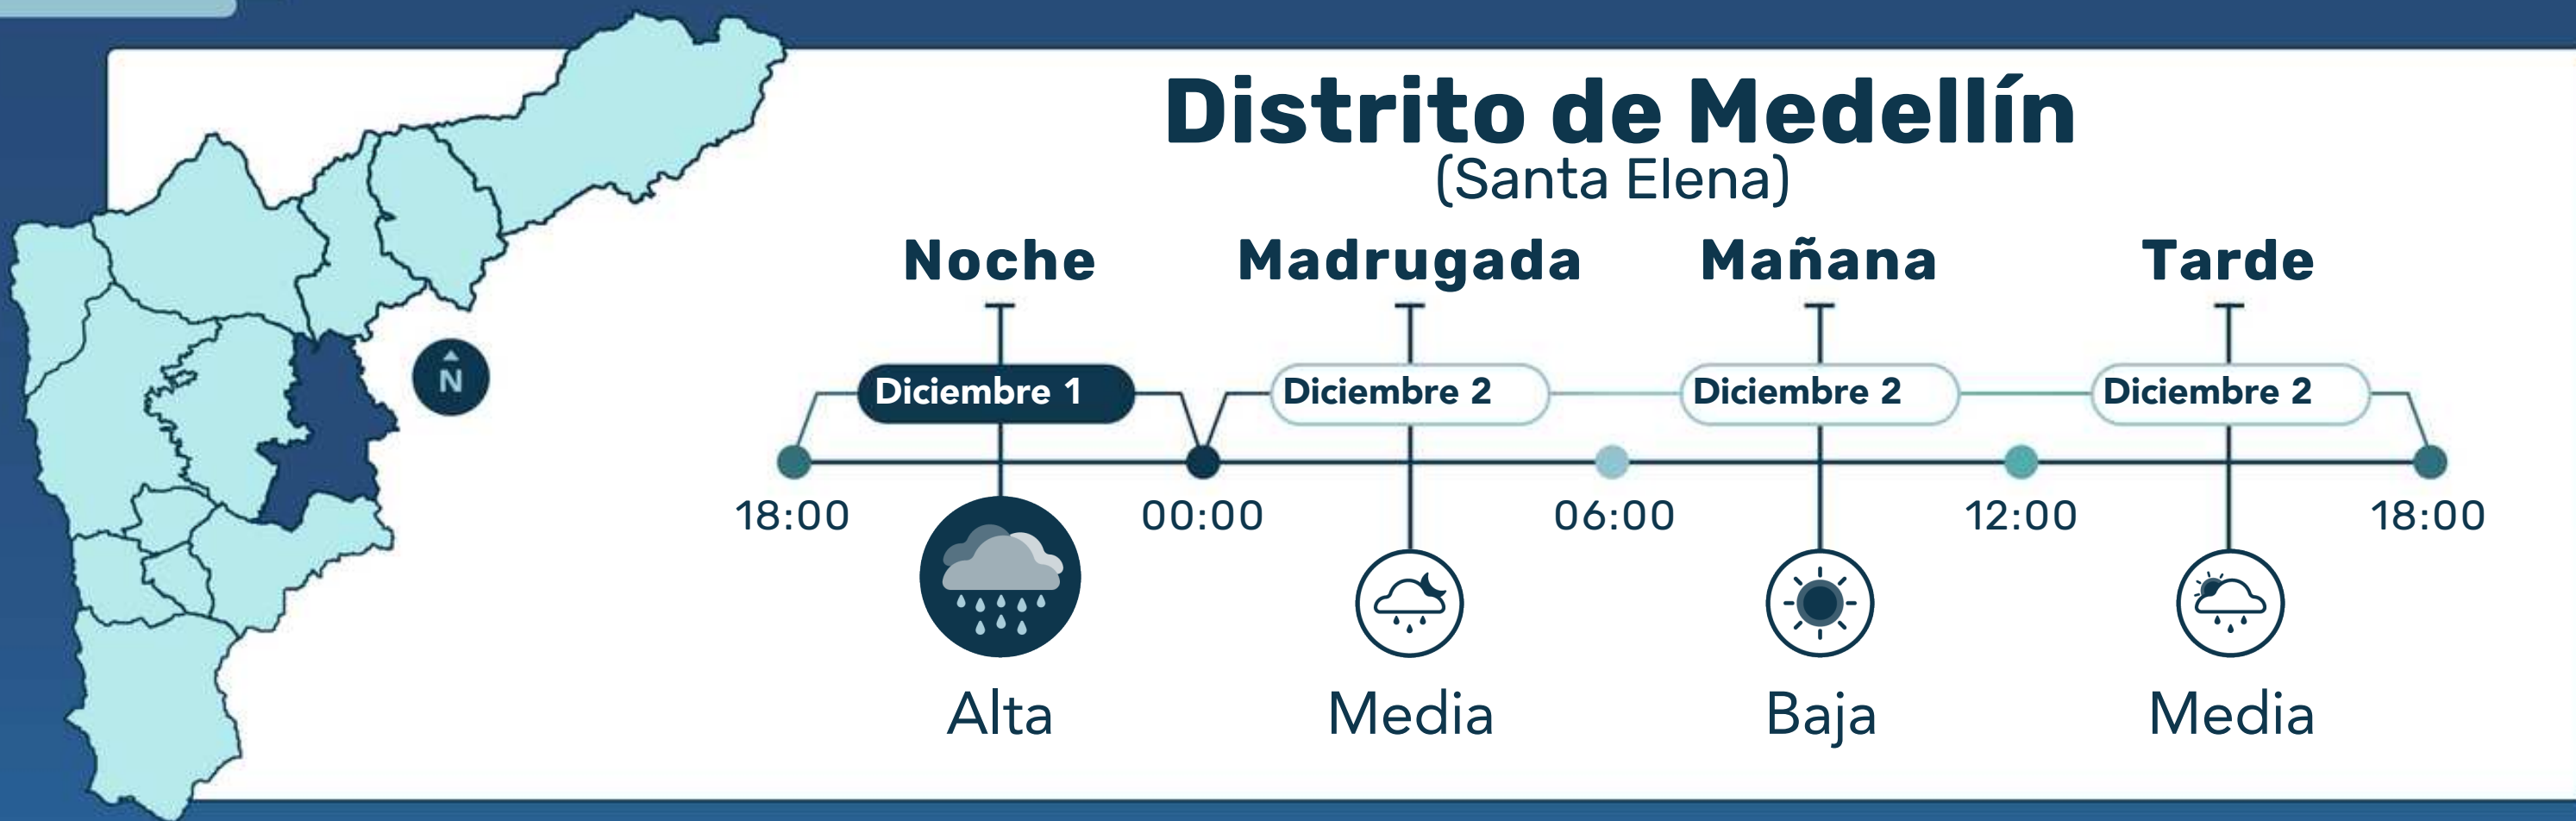 Distrito de Medellín
(Santa Elena)
Noche Madrugada Mañana Tarde
N
Diciembre 1 Diciembre 2 Diciembre 2 Diciembre 2
18:00 00:00 06:00 12:00 18:00
Alta Media Baja Media